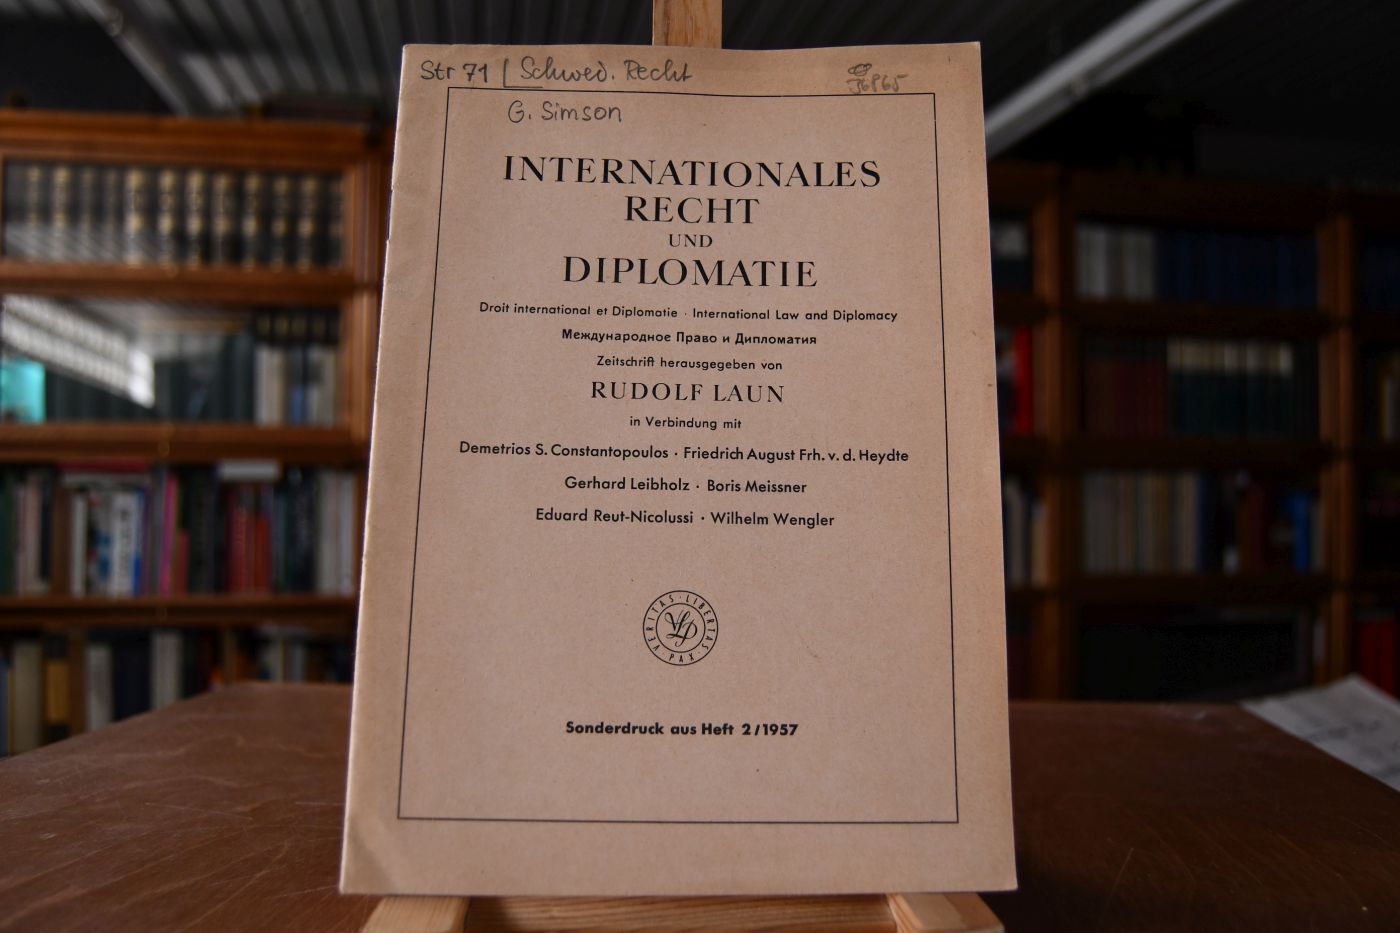 Str 71 | Schwed. Recht
36865
G. Simson
INTERNATIONALES
RECHT
UND
DIPLOMATIE
Droit international et Diplomatie · International Law and Diplomacy
Международное Право и Дипломатия
Zeitschrift herausgegeben von
RUDOLF LAUN
in Verbindung mit
Demetrios S. Constantopoulos · Friedrich August Frh. v. d. Heydte
Gerhard Leibholz · Boris Meissner
Eduard Reut-Nicolussi · Wilhelm Wengler
VERITAS · LIBERTAS · PAX ·
Sonderdruck aus Heft 2/1957